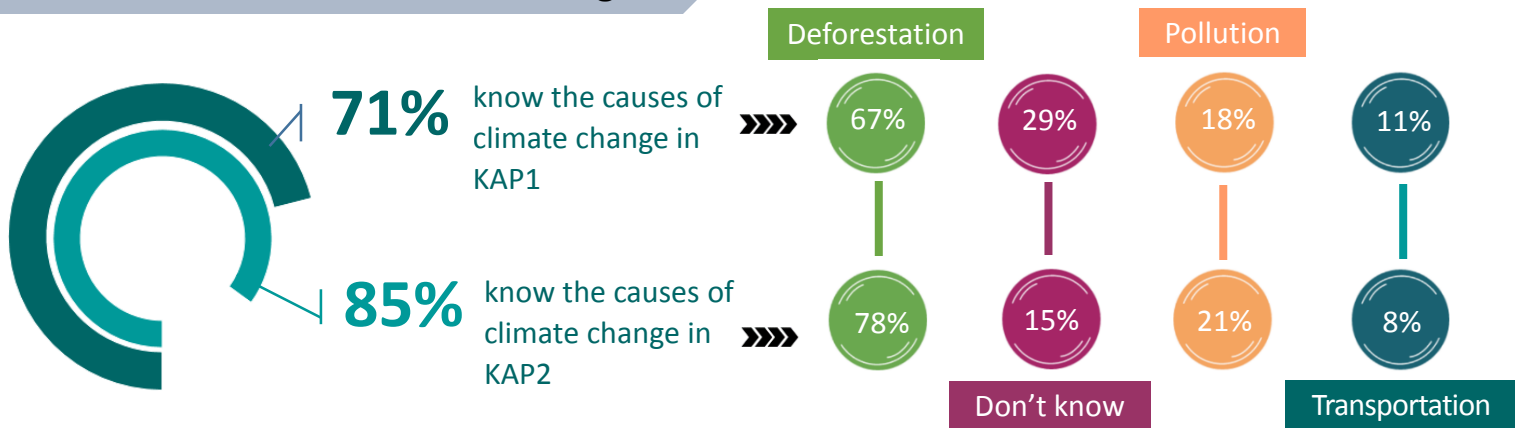 Deforestation
Pollution
71%
know the causes of
climate change in
KAP1
67%
29%
18%
11%
85%
know the causes of
climate change in
KAP2
78%
15%
21%
8%
Don't know
Transportation